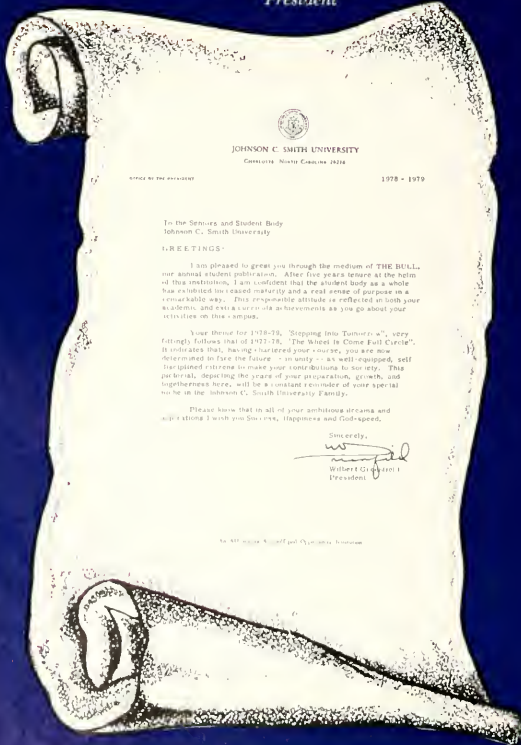 President
JOHNSON C. SMITH UNIVERSITY
CHARLOTTE, NORTH CAROLINA 28216
OFFICE OF THE PRESIDENT
1978 - 1979
To the Seniors and Student Body
Johnson C. Smith University
GREETINGS:
I am pleased to greet you through the medium of THE BULL,
our annual student publication. After five years tenure at the helm
of this institution, I am confident that the student body as a whole
has exhibited increased maturity and a real sense of purpose in a
remarkable way. This responsible attitude is reflected in both your
academic and extra curricula achievements as you go about your
activities on this campus.
Your theme for 1978-79, "Stepping Into Tomorrow", very
fittingly follows that of 1977-78, "The Wheel Is Come Full Circle".
It indicates that, having chartered your course, you are now
determined to face the future - in unity -- as well-equipped, self
disciplined citizens to make your contributions to society. This
pictorial, depicting the years of your preparation, growth, and
togetherness here, will be a constant reminder of your special
niche in the Johnson C. Smith University Family.
Please know that in all of your ambitious dreams and
aspirations I wish you Success, Happiness and God-speed.
Sincerely,
Wilbert Greenfield
President
An Affirmative Action/Equal Opportunity Institution